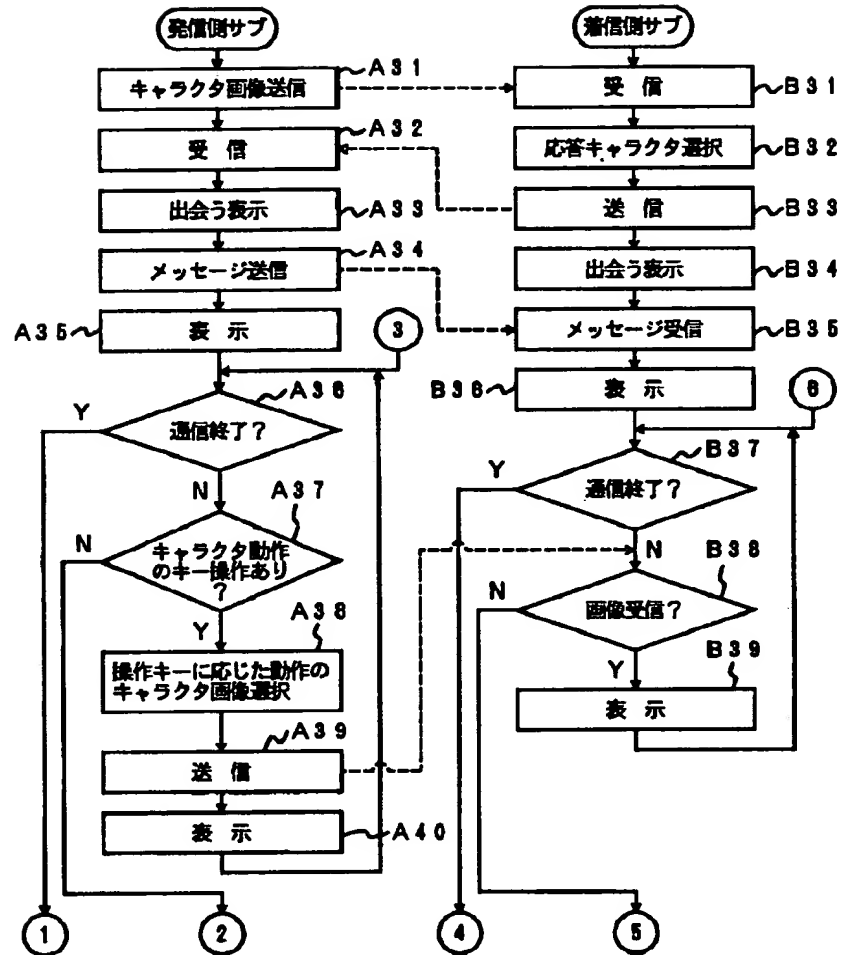 発信側サブ
キャラクタ画像送信
A31
受 信
A32
出会う表示
A33
メッセージ送信
A34
表 示
A35
3
通信終了?
A36
Y
N
キャラクタ動作
のキー操作あり
?
A37
N
Y
操作キーに応じた動作の
キャラクタ画像選択
A38
送 信
A39
表 示
A40
1
2
着信側サブ
受 信
B31
応答キャラクタ選択
B32
送 信
B33
出会う表示
B34
メッセージ受信
B35
表 示
B36
6
通信終了?
B37
Y
N
画像受信?
B38
N
Y
表 示
B39
4
5